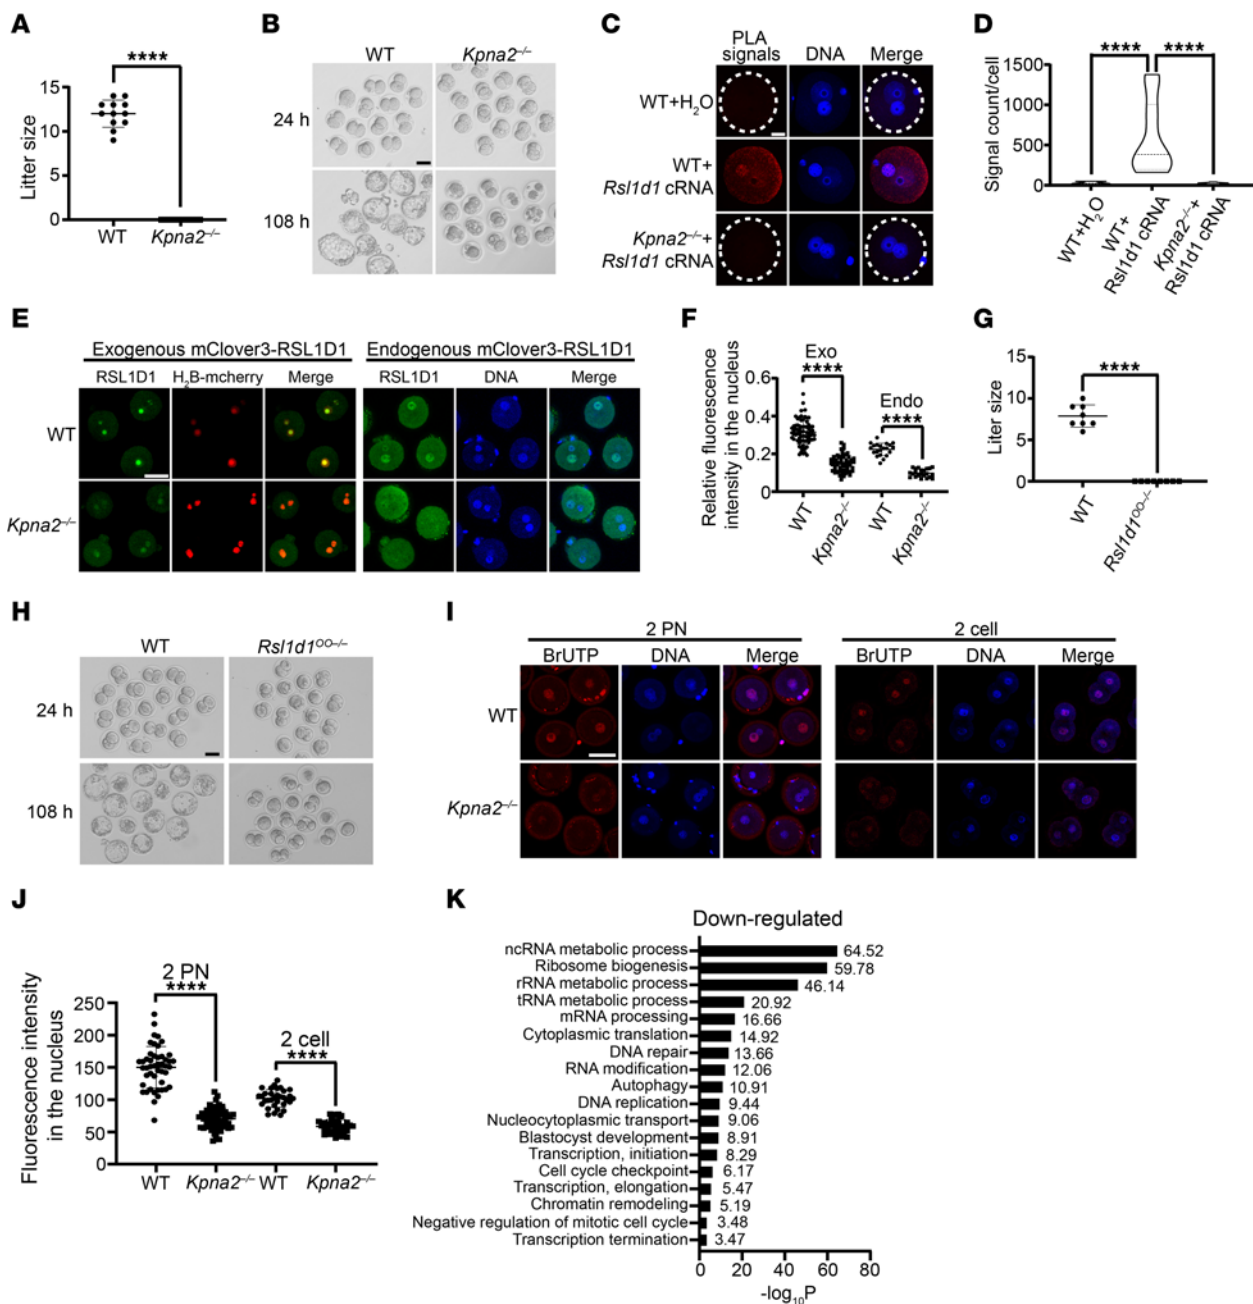 A
****
15
10
5
0
Litter size
WT
Kpna2–/–
B
WT
Kpna2–/–
24 h
108 h
C
PLA
signals
DNA
Merge
WT+H2O
WT+
Rsl1d1 cRNA
Kpna2–/–+
Rsl1d1 cRNA
D
****
****
1500
1000
500
0
Signal count/cell
WT+H2O
WT+
Rsl1d1 cRNA
Kpna2–/–+
Rsl1d1 cRNA
E
Exogenous mClover3-RSL1D1
Endogenous mClover3-RSL1D1
RSL1D1
H2B-mcherry
Merge
RSL1D1
DNA
Merge
WT
Kpna2–/–
F
Relative fluorescence
intensity in the nucleus
0.6
0.4
0.2
0
Exo
****
Endo
****
WT
Kpna2–/–
WT
Kpna2–/–
G
****
Liter size
15
10
5
0
WT
Rsl1d1OO–/–
H
WT
Rsl1d1OO–/–
24 h
108 h
I
2 PN
2 cell
BrUTP
DNA
Merge
BrUTP
DNA
Merge
WT
Kpna2–/–
J
Fluorescence intensity
in the nucleus
250
200
150
100
50
0
2 PN
****
2 cell
****
WT
Kpna2–/–
WT
Kpna2–/–
K
Down-regulated
ncRNA metabolic process 64.52
Ribosome biogenesis 59.78
rRNA metabolic process 46.14
tRNA metabolic process 20.92
mRNA processing 16.66
Cytoplasmic translation 14.92
DNA repair 13.66
RNA modification 12.06
Autophagy 10.91
DNA replication 9.44
Nucleocytoplasmic transport 9.06
Blastocyst development 8.91
Transcription, initiation 8.29
Cell cycle checkpoint 6.17
Transcription, elongation 5.47
Chromatin remodeling 5.19
Negative regulation of mitotic cell cycle 3.48
Transcription termination 3.47
0 20 40 60 80
-log10P